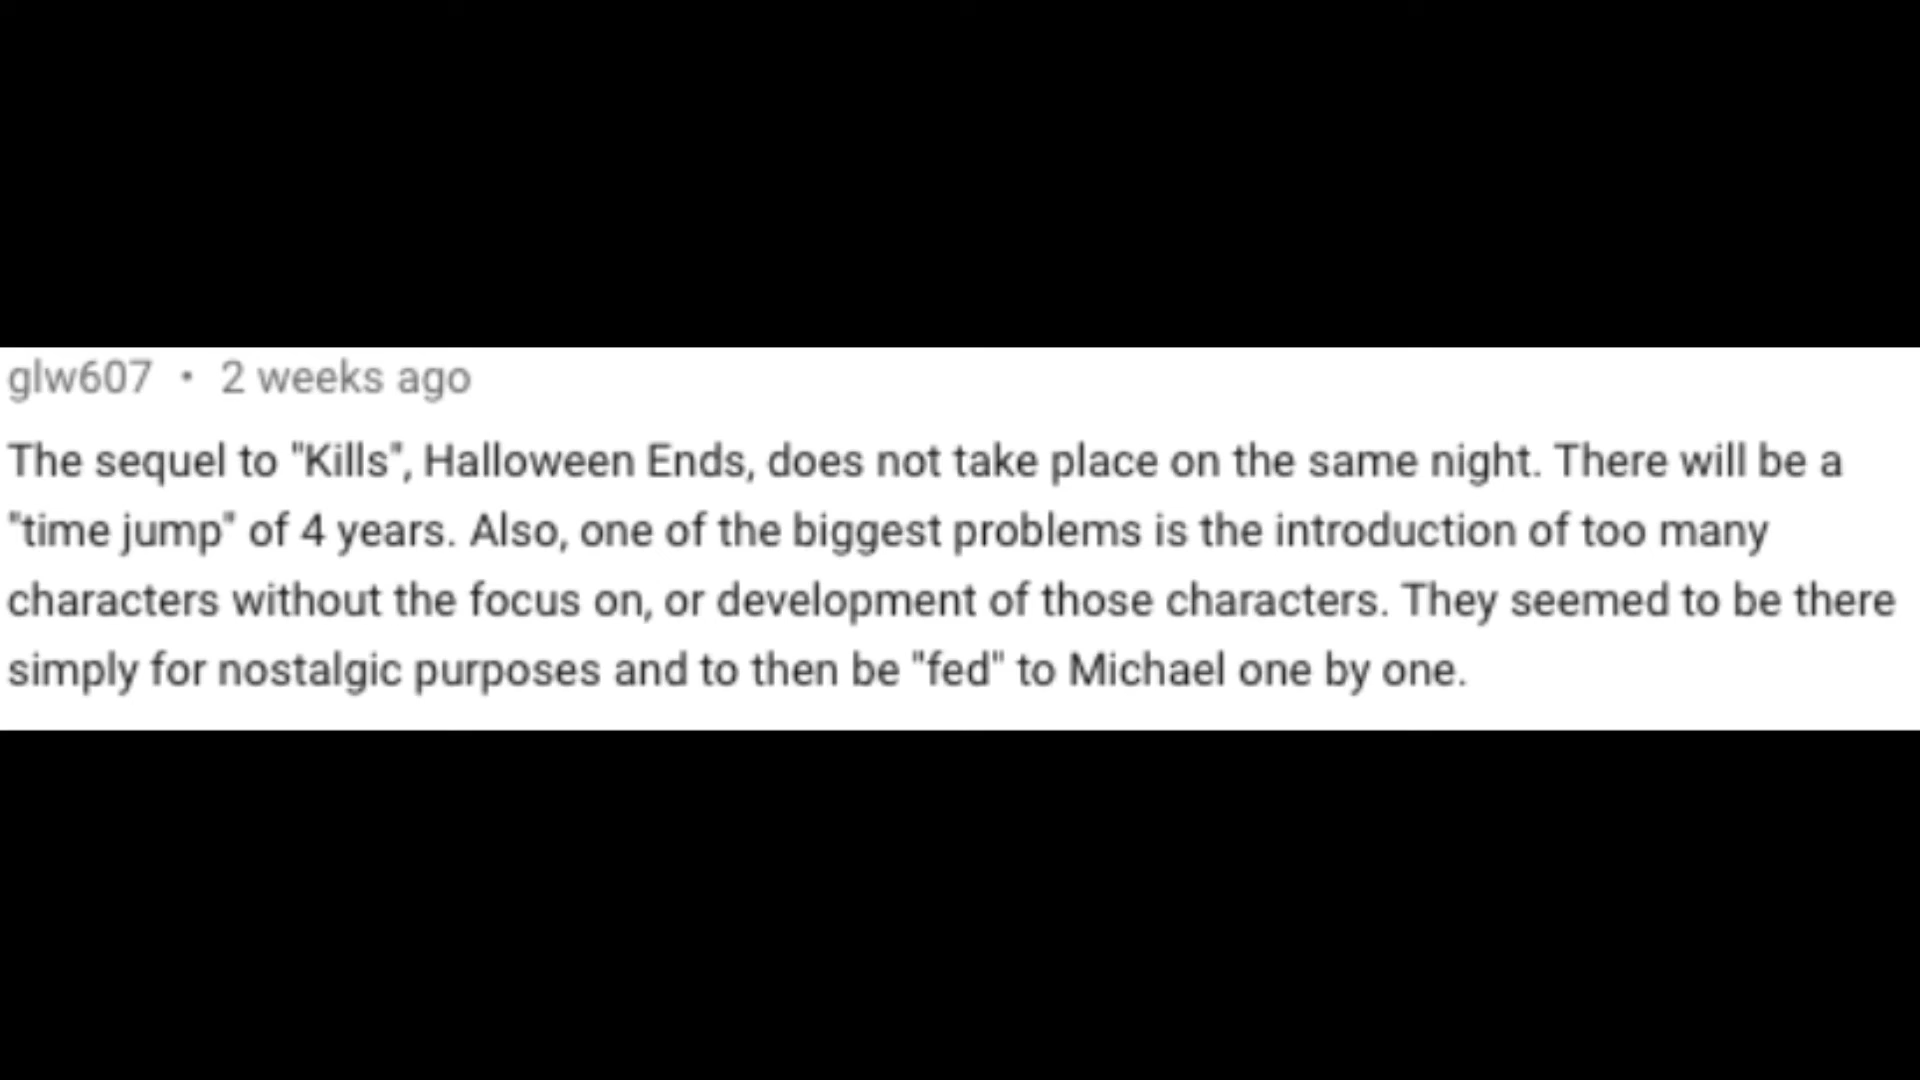 glw607 · 2 weeks ago
The sequel to "Kills", Halloween Ends, does not take place on the same night. There will be a
"time jump" of 4 years. Also, one of the biggest problems is the introduction of too many
characters without the focus on, or development of those characters. They seemed to be there
simply for nostalgic purposes and to then be "fed" to Michael one by one.